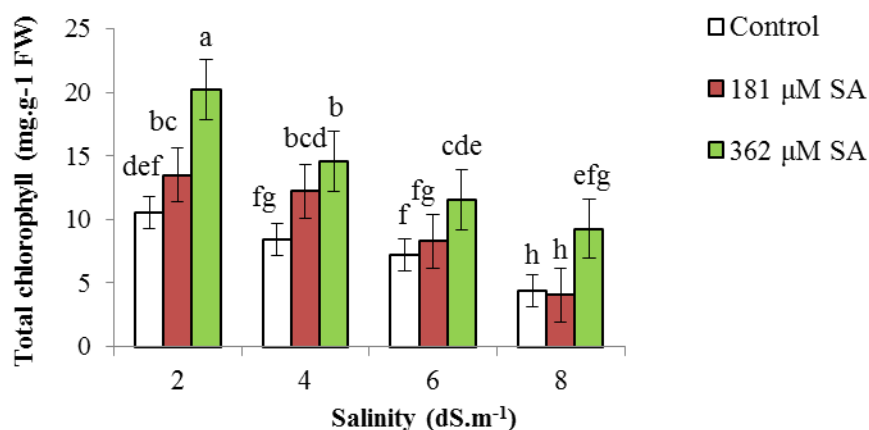 Total chlorophyll (mg.g-1 FW)
25
20
15
10
5
0
def
bc
a
fg
bcd
b
f
fg
cde
h
h
efg
2
4
6
8
Salinity (dS.m-1)
Control
181 μM SA
362 μM SA